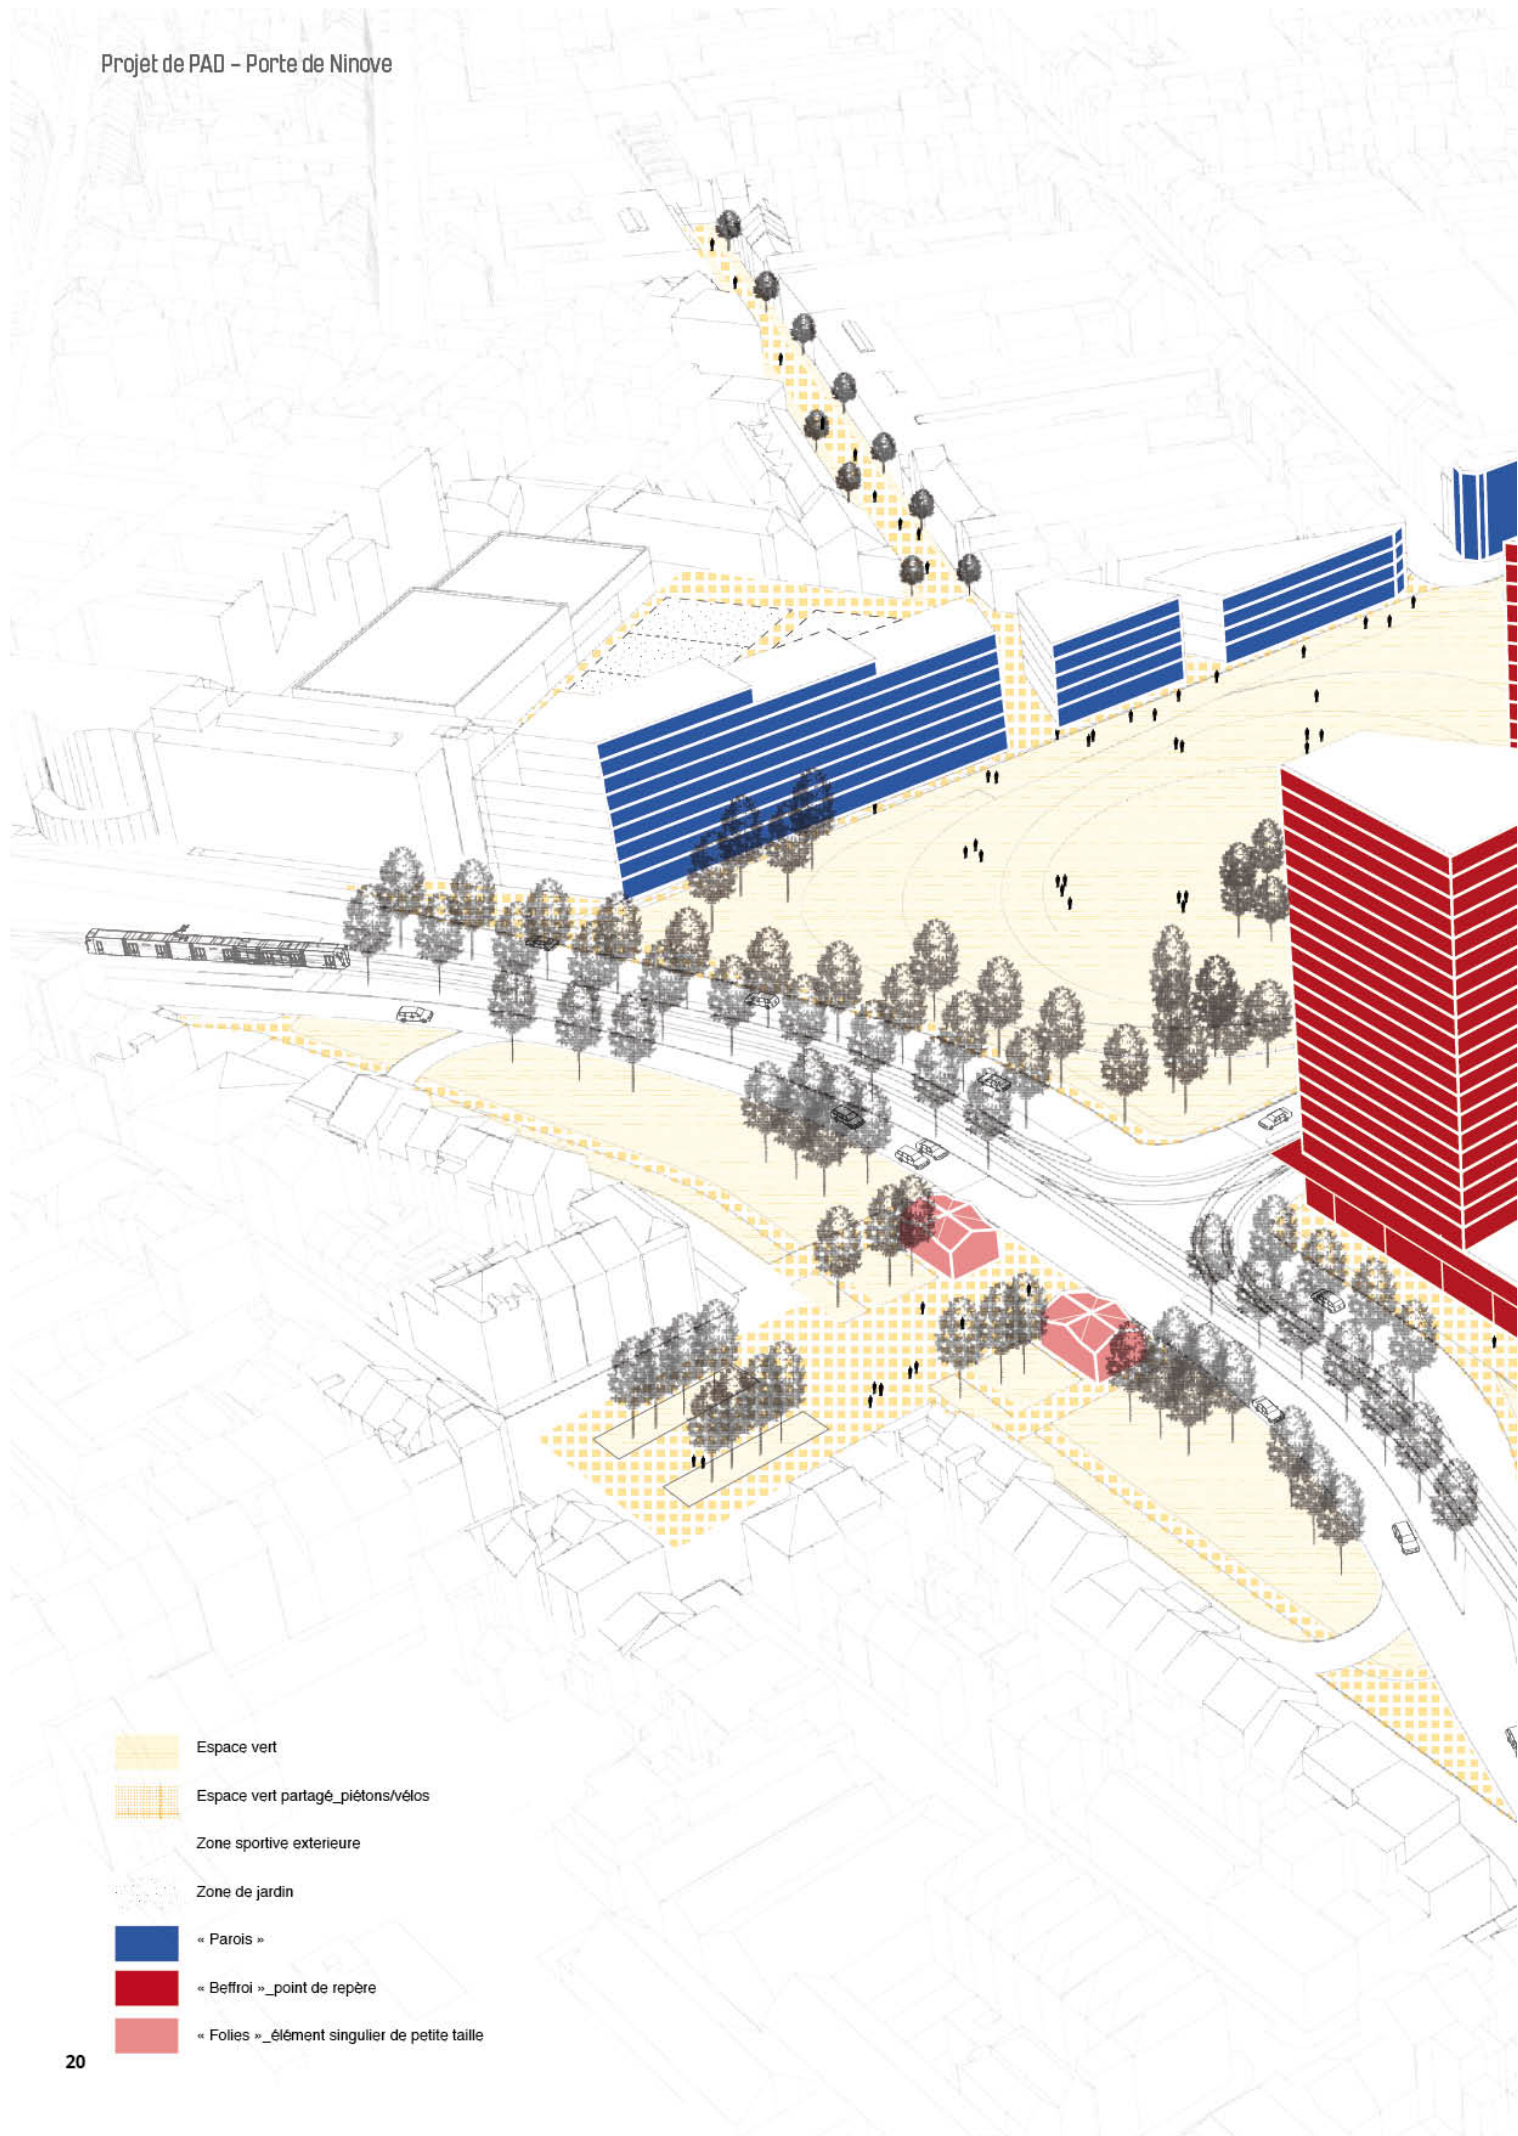 Projet de PAD – Porte de Ninove
Espace vert
Espace vert partagé_piétons/vélos
Zone sportive exterieure
Zone de jardin
« Parois »
« Beffroi »_point de repère
« Folies »_élément singulier de petite taille
20